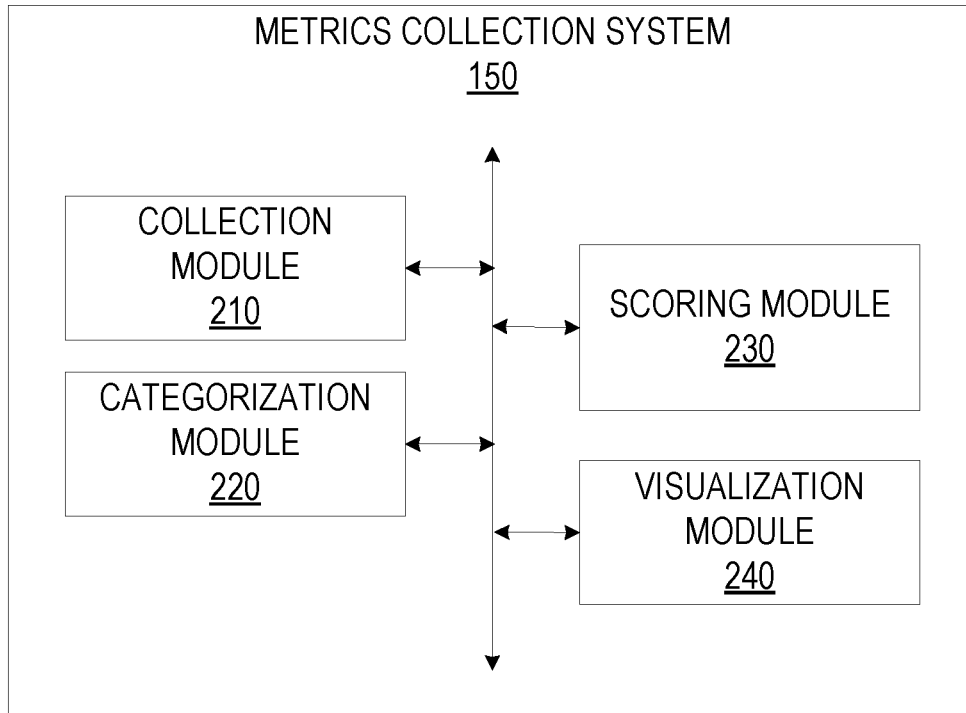 METRICS COLLECTION SYSTEM
150
COLLECTION
MODULE
210
CATEGORIZATION
MODULE
220
SCORING MODULE
230
VISUALIZATION
MODULE
240